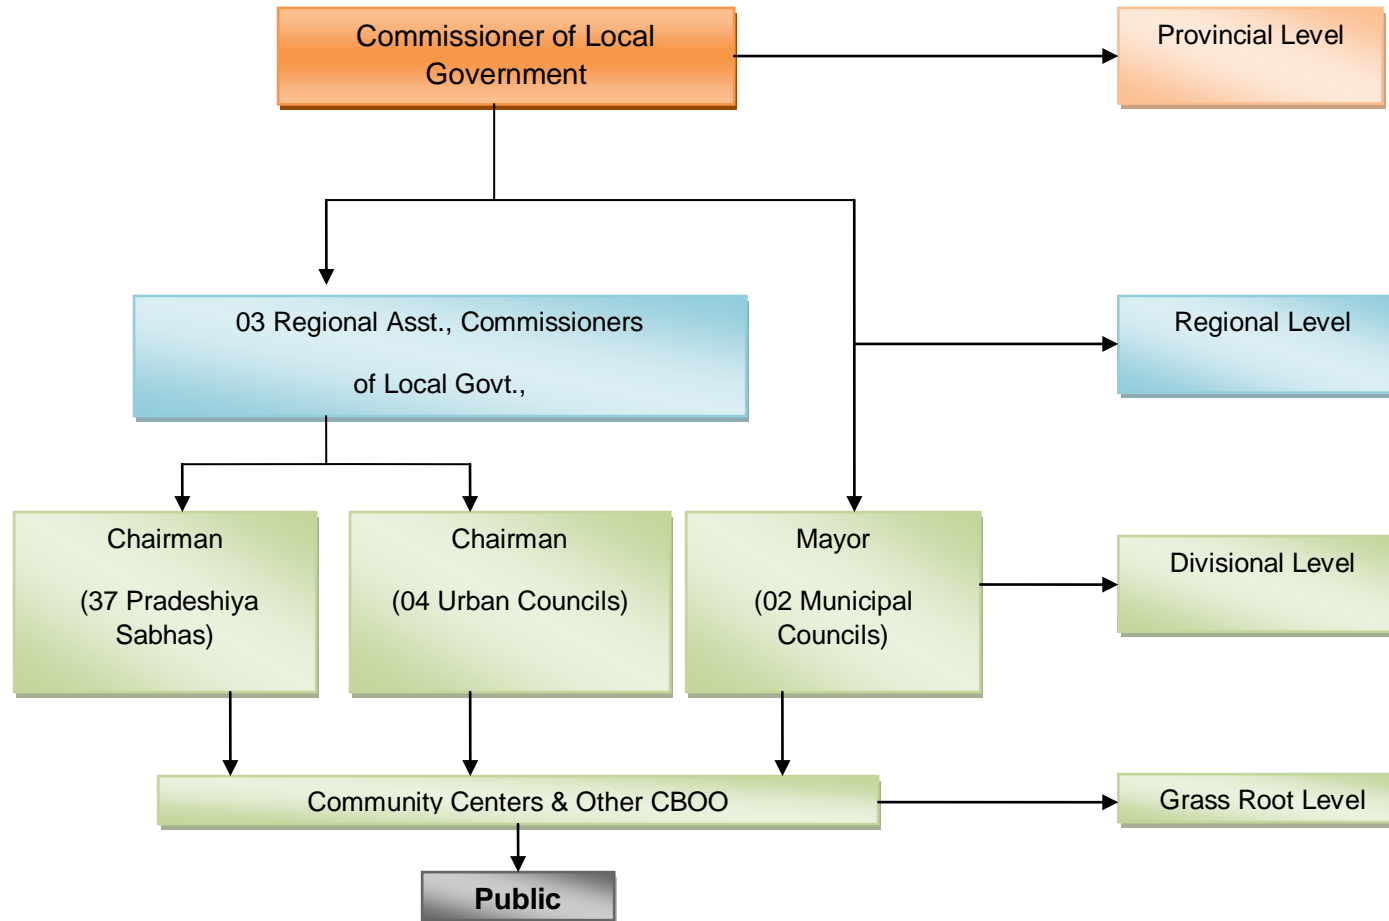 Commissioner of Local
Government
Provincial Level
03 Regional Asst., Commissioners
of Local Govt.,
Regional Level
Chairman
(37 Pradeshiya
Sabhas)
Chairman
(04 Urban Councils)
Mayor
(02 Municipal
Councils)
Divisional Level
Community Centers & Other CBOO
Grass Root Level
Public